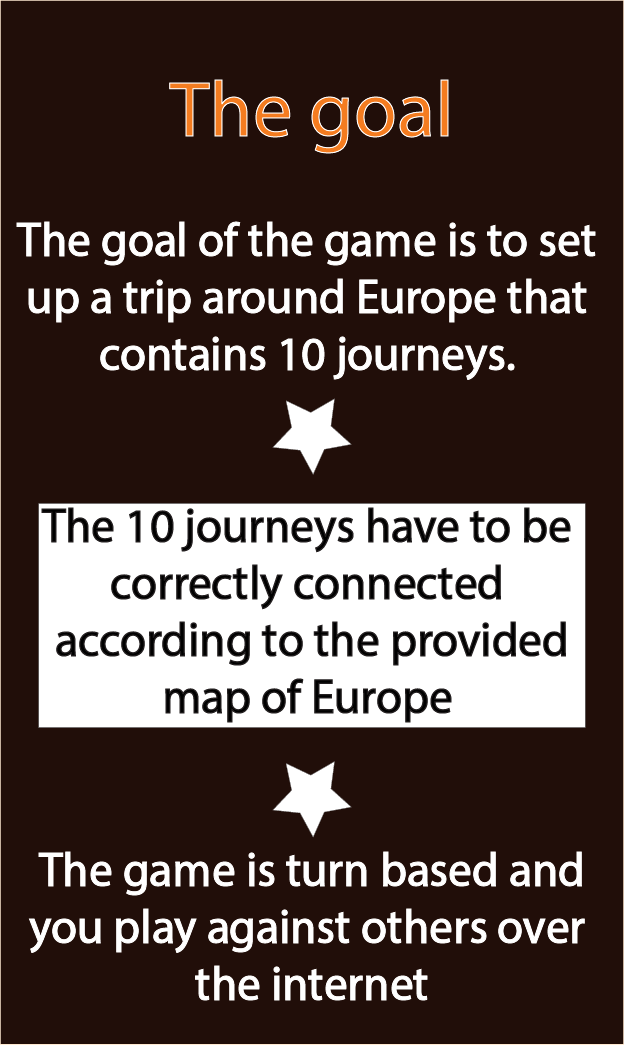 The goal
The goal of the game is to set
up a trip around Europe that
contains 10 journeys.
The 10 journeys have to be
correctly connected
according to the provided
map of Europe
The game is turn based and
you play against others over
the internet